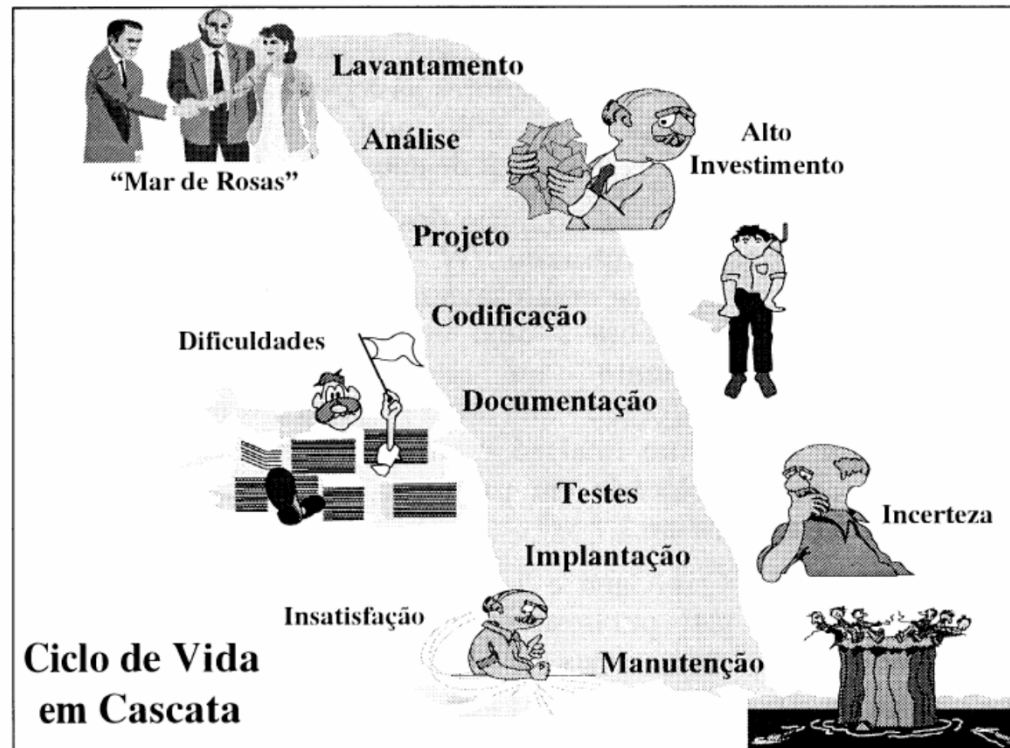 Lavantamento
Análise
Alto
Investimento
“Mar de Rosas”
Projeto
Codificação
Dificuldades
Documentação
Testes
Incerteza
Implantação
Insatisfação
Manutenção
Ciclo de Vida
em Cascata